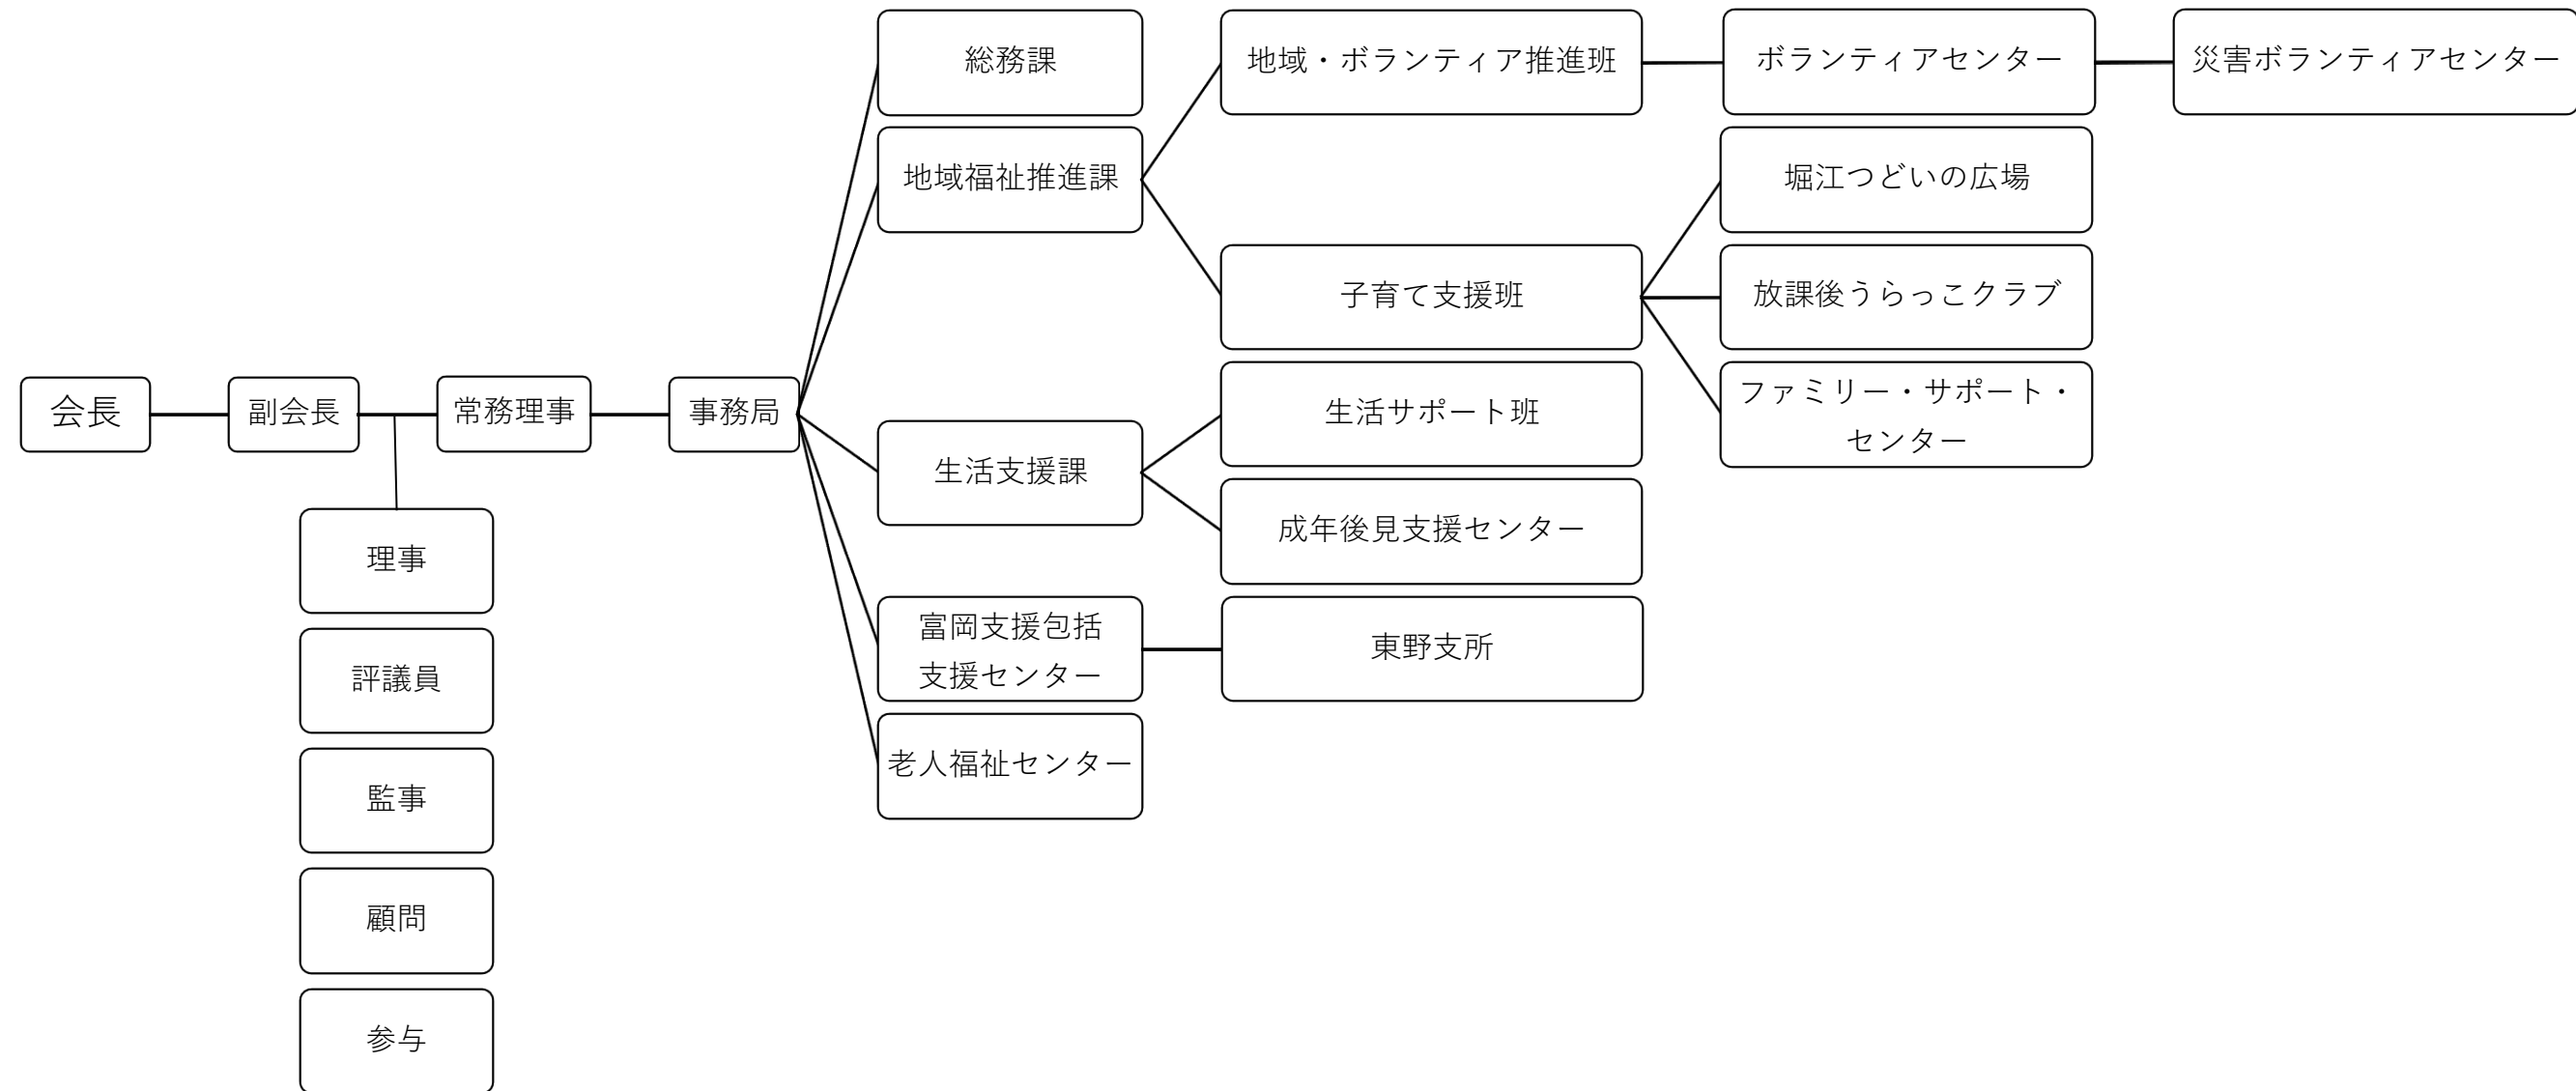 会長
副会長
常務理事
事務局
理事
評議員
監事
顧問
参与
総務課
地域福祉推進課
生活支援課
富岡支援包括
支援センター
老人福祉センター
地域・ボランティア推進班
子育て支援班
生活サポート班
成年後見支援センター
東野支所
ボランティアセンター
堀江つどいの広場
放課後うらっこクラブ
ファミリー・サポート・
センター
災害ボランティアセンター